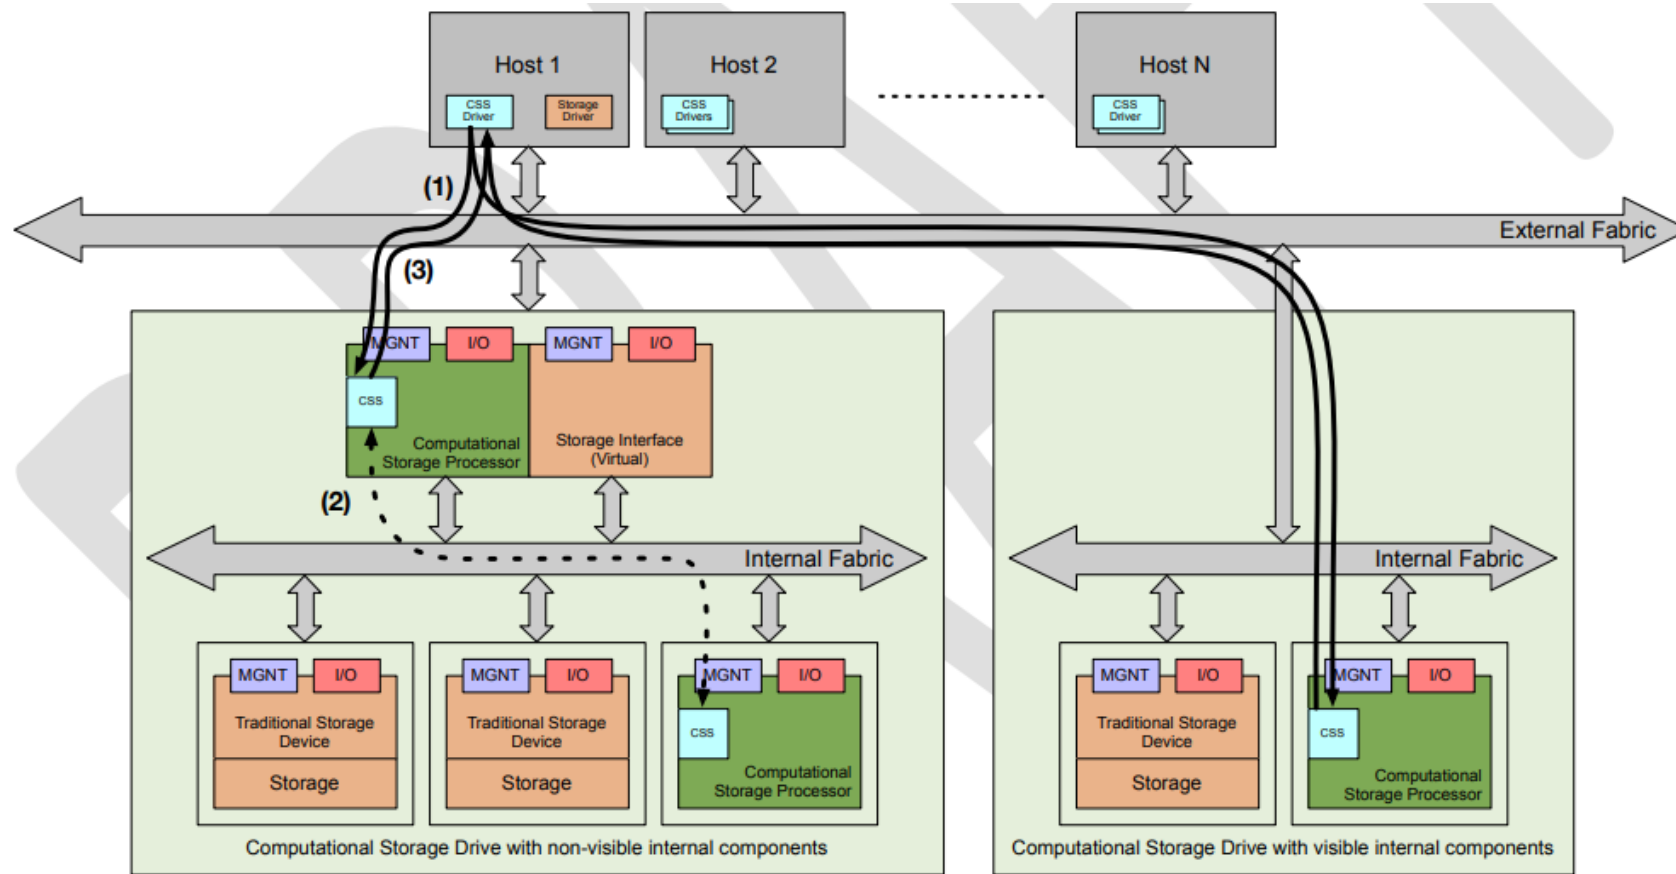 Host 1
Host 2
Host N
CSS
Driver
Storage
Driver
CSS
Drivers
CSS
Driver
(1)
External Fabric
(3)
MGNT
I/O
MGNT
I/O
CSS
Computational
Storage Processor
Storage Interface
(Virtual)
(2)
Internal Fabric
Internal Fabric
MGNT
I/O
MGNT
I/O
MGNT
I/O
MGNT
I/O
MGNT
I/O
Traditional Storage
Device
Storage
Traditional Storage
Device
Storage
CSS
Computational
Storage Processor
Traditional Storage
Device
Storage
CSS
Computational
Storage Processor
Computational Storage Drive with non-visible internal components
Computational Storage Drive with visible internal components